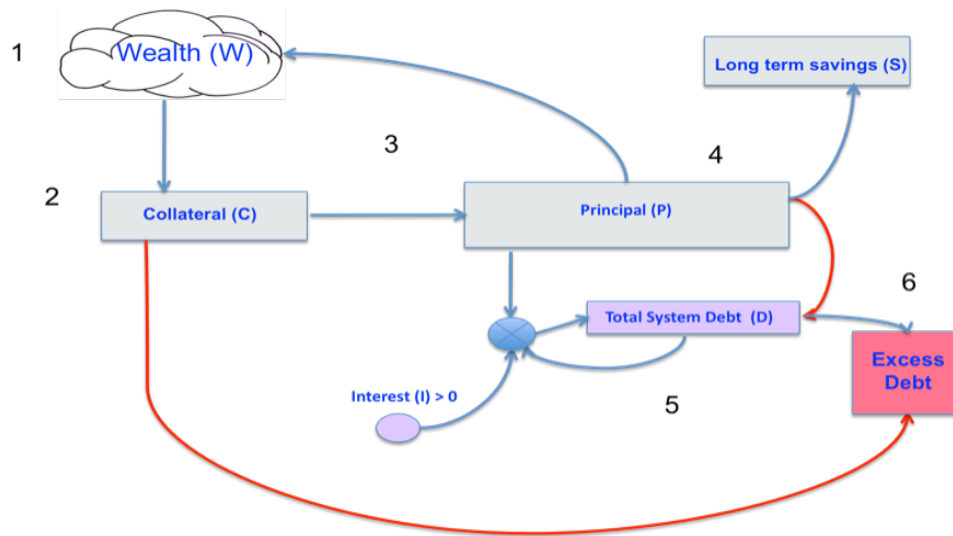 1
Wealth (W)
Long term savings (S)
3
4
2
Collateral (C)
Principal (P)
6
Total System Debt (D)
Excess
Debt
Interest (I) > 0
5